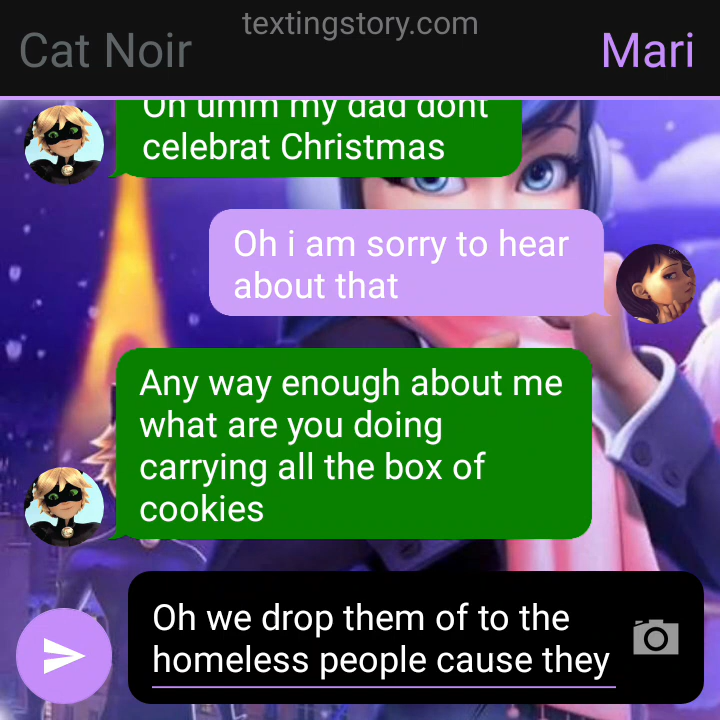 textingstory.com
Cat Noir
Mari
Oh umm my dad dont
celebrat Christmas
Oh i am sorry to hear
about that
Any way enough about me
what are you doing
carrying all the box of
cookies
Oh we drop them of to the
homeless people cause they